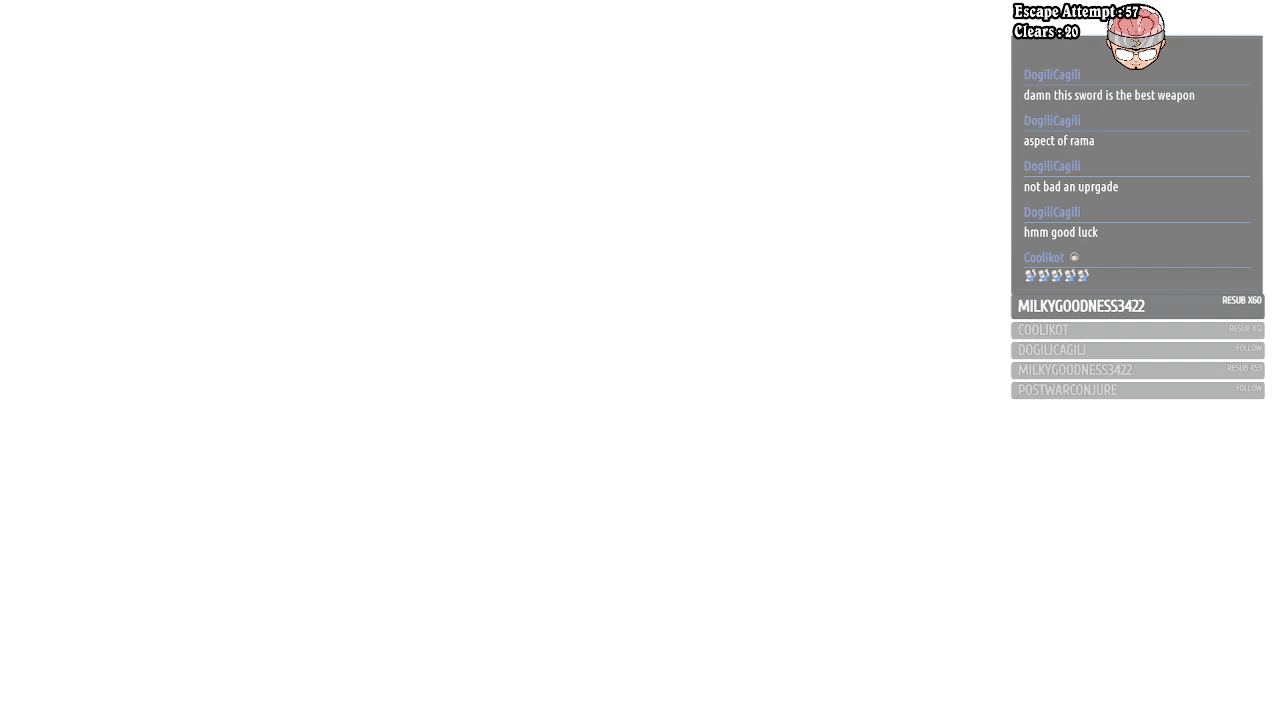 Escape Attempt : 57
Clears : 20
DogiliCagili
damn this sword is the best weapon
DogiliCagili
aspect of rama
DogiliCagili
not bad an uprgade
DogiliCagili
hmm good luck
Coolikot
MILKYGOODNESS3422 RESUB X60
COOLIKOT RESUB X12
DOGILICAGILI FOLLOW
MILKYGOODNESS3422 RESUB X59
POSTWARCONJURE FOLLOW